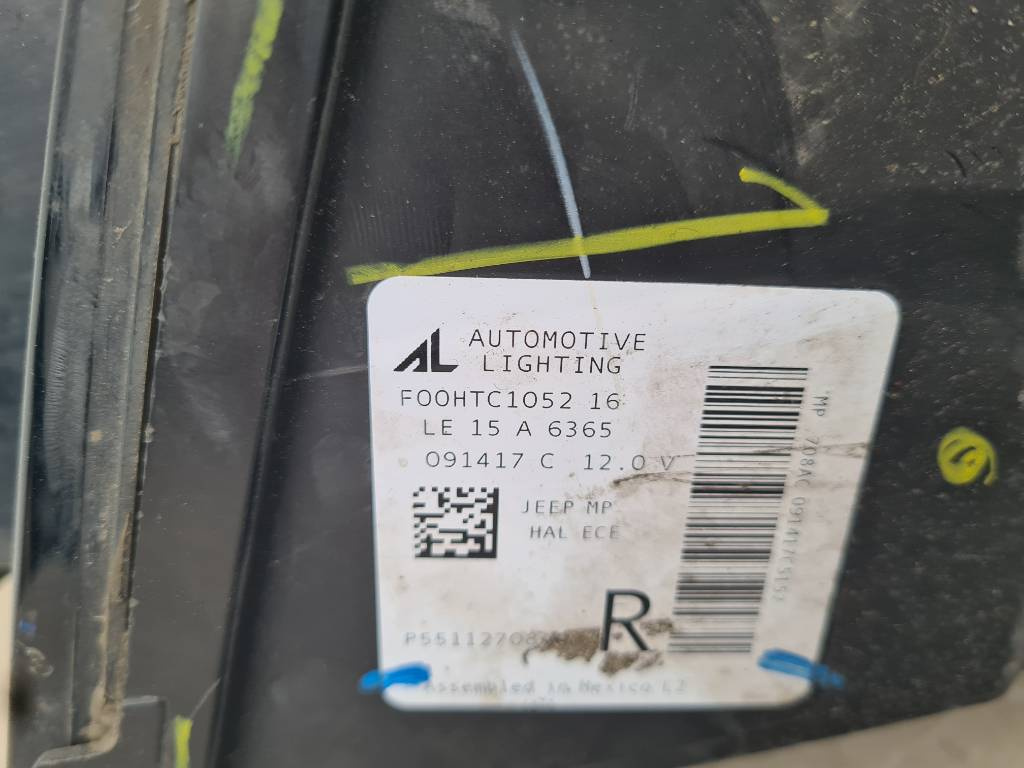 AL AUTOMOTIVE
LIGHTING
F00HTC1052 16
LE 15 A 6365
091417 C 12.0 V
JEEP MP
HAL ECE
R
Assembled in Mexico